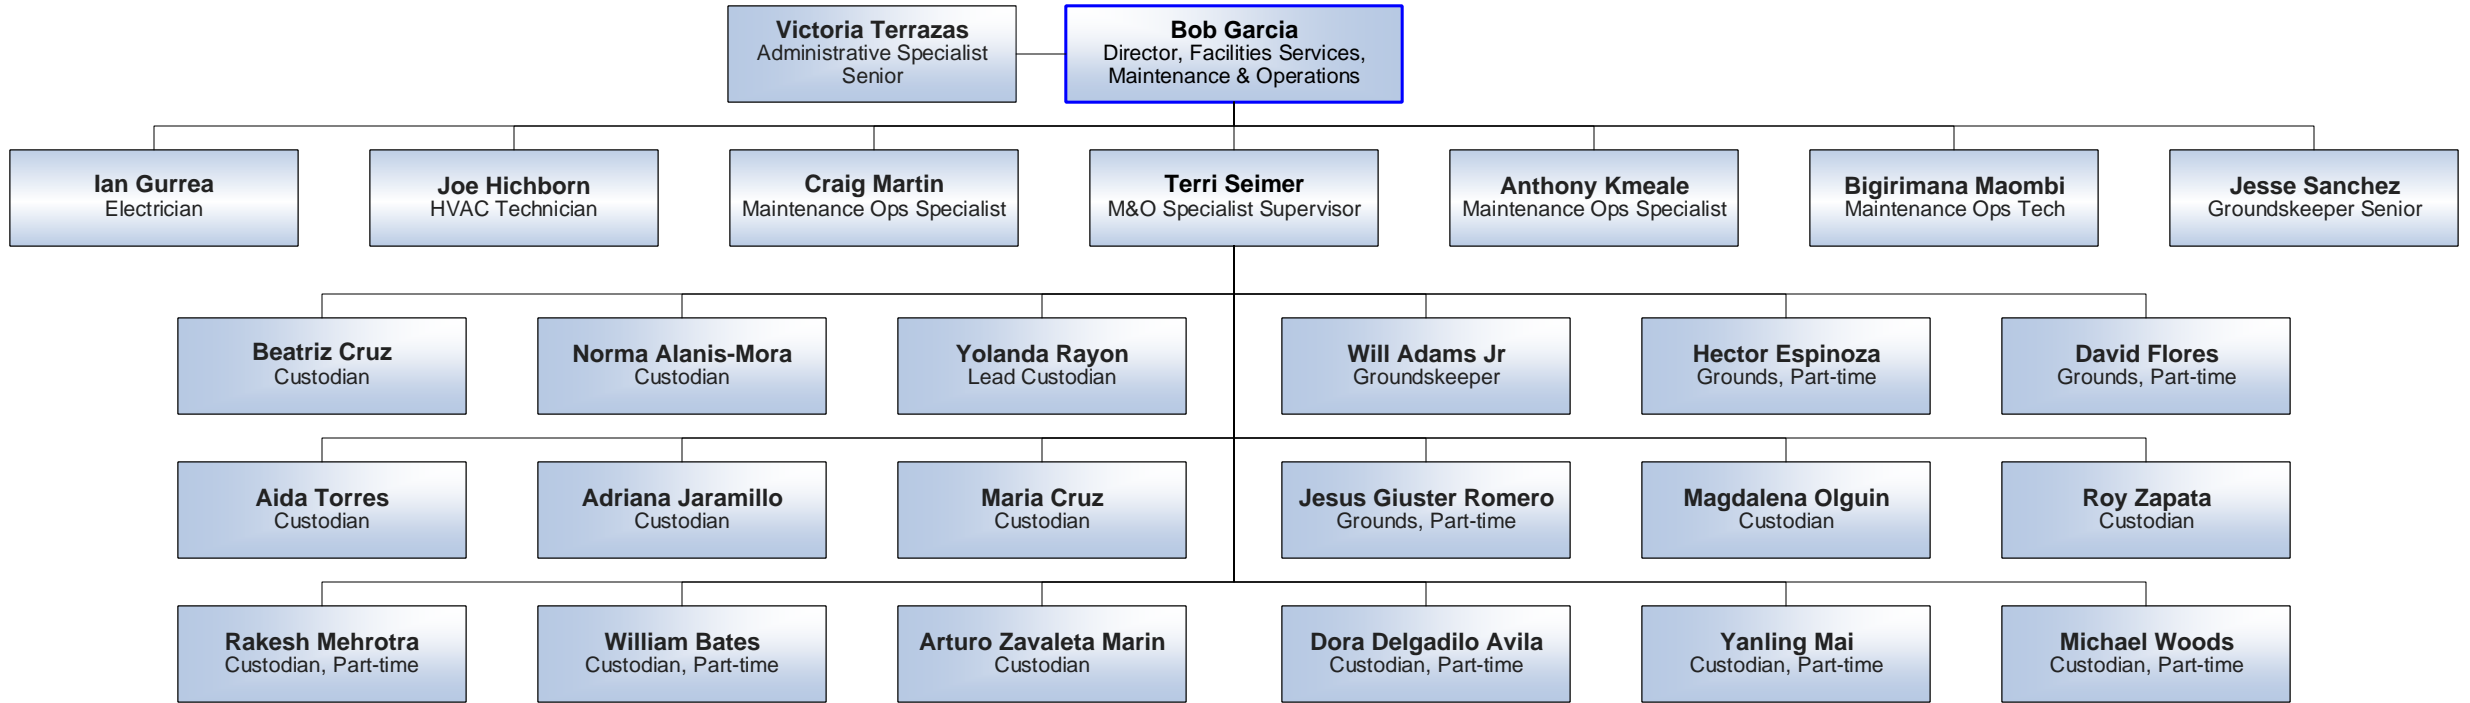 Victoria Terrazas
Administrative Specialist
Senior
Bob Garcia
Director, Facilities Services,
Maintenance & Operations
Ian Gurrea
Electrician
Joe Hichborn
HVAC Technician
Craig Martin
Maintenance Ops Specialist
Terri Seimer
M&O Specialist Supervisor
Anthony Kmeale
Maintenance Ops Specialist
Bigirimana Maombi
Maintenance Ops Tech
Jesse Sanchez
Groundskeeper Senior
Beatriz Cruz
Custodian
Norma Alanis-Mora
Custodian
Yolanda Rayon
Lead Custodian
Will Adams Jr
Groundskeeper
Hector Espinoza
Grounds, Part-time
David Flores
Grounds, Part-time
Aida Torres
Custodian
Adriana Jaramillo
Custodian
Maria Cruz
Custodian
Jesus Giuster Romero
Grounds, Part-time
Magdalena Olguin
Custodian
Roy Zapata
Custodian
Rakesh Mehrotra
Custodian, Part-time
William Bates
Custodian, Part-time
Arturo Zavaleta Marin
Custodian
Dora Delgadilo Avila
Custodian, Part-time
Yanling Mai
Custodian, Part-time
Michael Woods
Custodian, Part-time